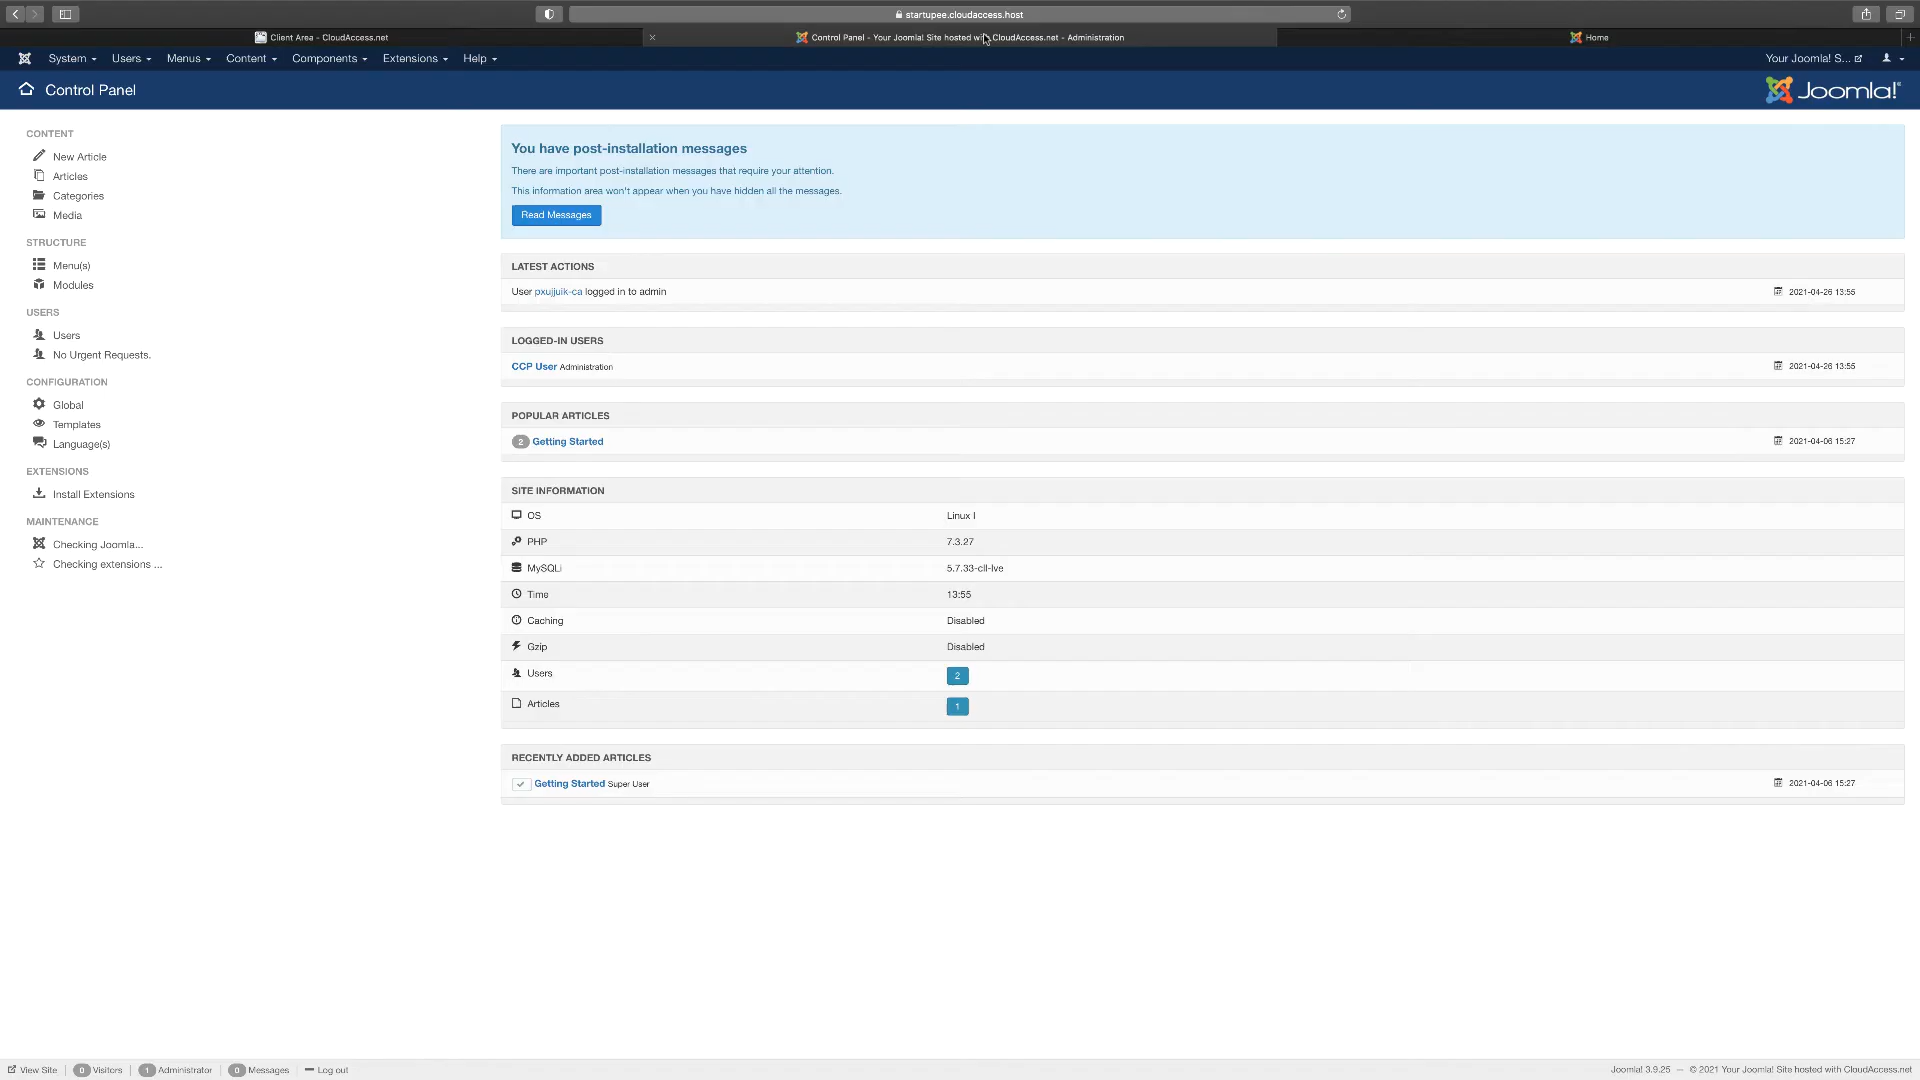 startupee.cloudaccess.host
Client Area - CloudAccess.net
Control Panel - Your Joomla! Site hosted with CloudAccess.net - Administration
Home
System Users Menus Content Components Extensions Help
Your Joomla! S...
Control Panel
Joomla!®
CONTENT
New Article
Articles
Categories
Media
STRUCTURE
Menu(s)
Modules
USERS
Users
No Urgent Requests.
CONFIGURATION
Global
Templates
Language(s)
EXTENSIONS
Install Extensions
MAINTENANCE
Checking Joomla...
Checking extensions ...
You have post-installation messages
There are important post-installation messages that require your attention.
This information area won't appear when you have hidden all the messages.
Read Messages
LATEST ACTIONS
User pxujjuik-ca logged in to admin 2021-04-26 13:55
LOGGED-IN USERS
CCP User Administration 2021-04-26 13:55
POPULAR ARTICLES
2 Getting Started 2021-04-06 15:27
SITE INFORMATION
OS Linux l
PHP 7.3.27
MySQLi 5.7.33-cll-lve
Time 13:55
Caching Disabled
Gzip Disabled
Users 2
Articles 1
RECENTLY ADDED ARTICLES
Getting Started Super User 2021-04-06 15:27
View Site 0 Visitors 1 Administrator 0 Messages Log out
Joomla! 3.9.25 — © 2021 Your Joomla! Site hosted with CloudAccess.net